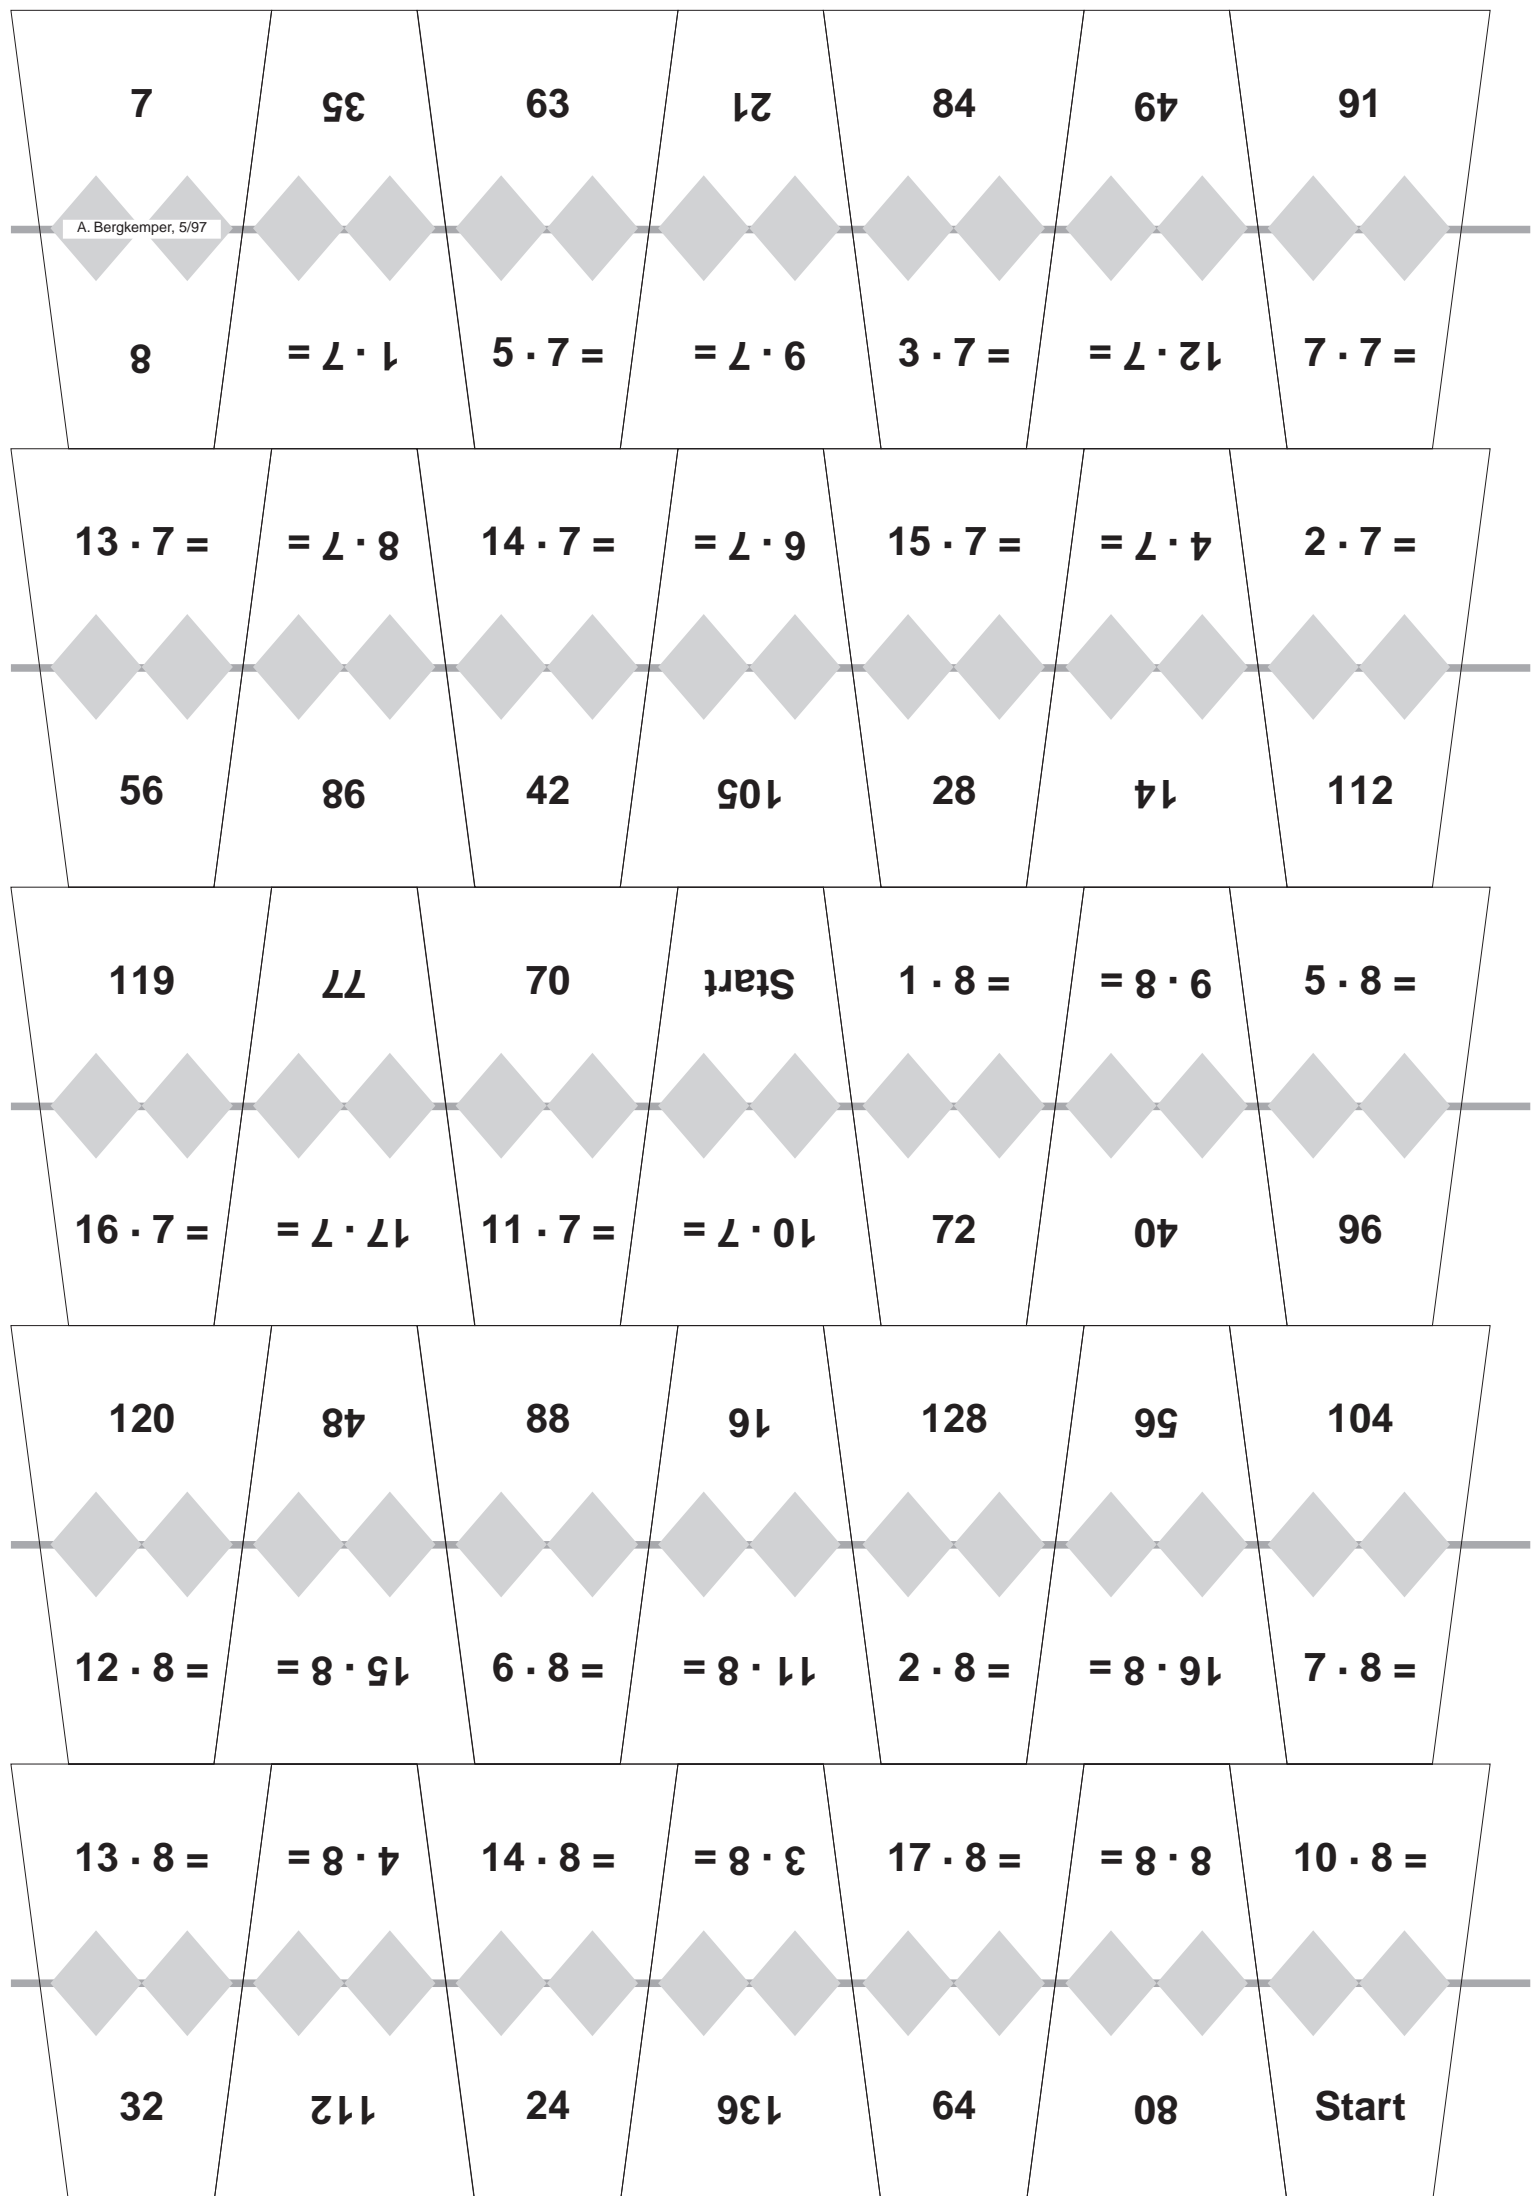 7 35 63 21 84 49 91
A. Bergkemper, 5/97
8 1 · 7 = 5 · 7 = 9 · 7 = 3 · 7 = 12 · 7 = 7 · 7 =
13 · 7 = 8 · 7 = 14 · 7 = 6 · 7 = 15 · 7 = 4 · 7 = 2 · 7 =
56 98 42 105 28 14 112
119 77 70 Start 1 · 8 = 9 · 8 = 5 · 8 =
16 · 7 = 17 · 7 = 11 · 7 = 10 · 7 = 72 40 96
120 48 88 16 128 56 104
12 · 8 = 15 · 8 = 6 · 8 = 11 · 8 = 2 · 8 = 16 · 8 = 7 · 8 =
13 · 8 = 4 · 8 = 14 · 8 = 3 · 8 = 17 · 8 = 8 · 8 = 10 · 8 =
32 112 24 136 64 80 Start